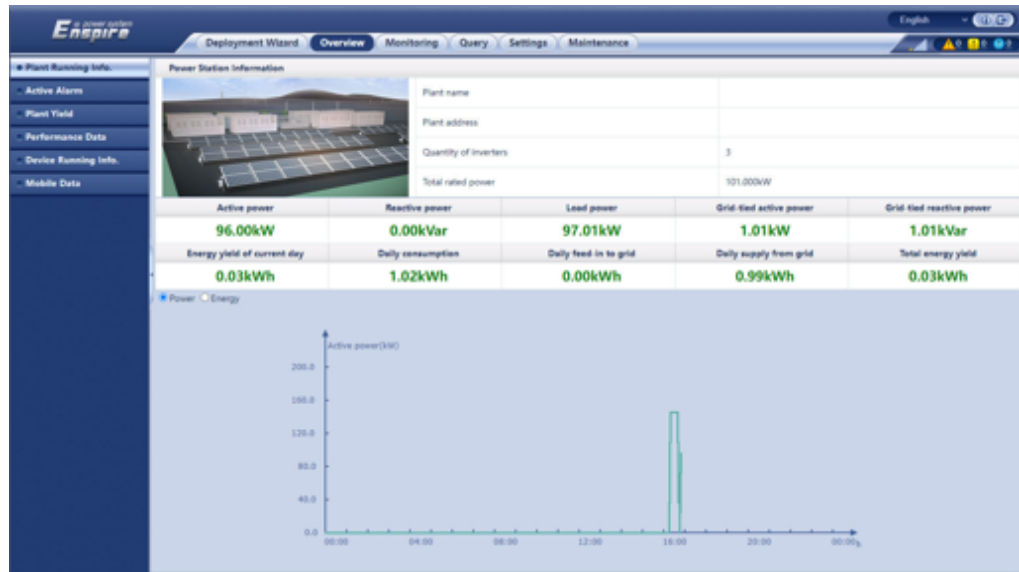 Enspire
e power system
English
Deployment Wizard Overview Monitoring Query Settings Maintenance
Plant Running Info.
Active Alarm
Plant Yield
Performance Data
Device Running Info.
Mobile Data
Power Station Information
Plant name
Plant address
Quantity of inverters 3
Total rated power 101.000kW
Active power Reactive power Load power Grid-tied active power Grid-tied reactive power
96.00kW 0.00kVar 97.01kW 1.01kW 1.01kVar
Energy yield of current day Daily consumption Daily feed in to grid Daily supply from grid Total energy yield
0.03kWh 1.02kWh 0.00kWh 0.99kWh 0.03kWh
Power Energy
Active power(kW)
200.0
160.0
120.0
80.0
40.0
0.0
00:00 04:00 08:00 12:00 16:00 20:00 00:00